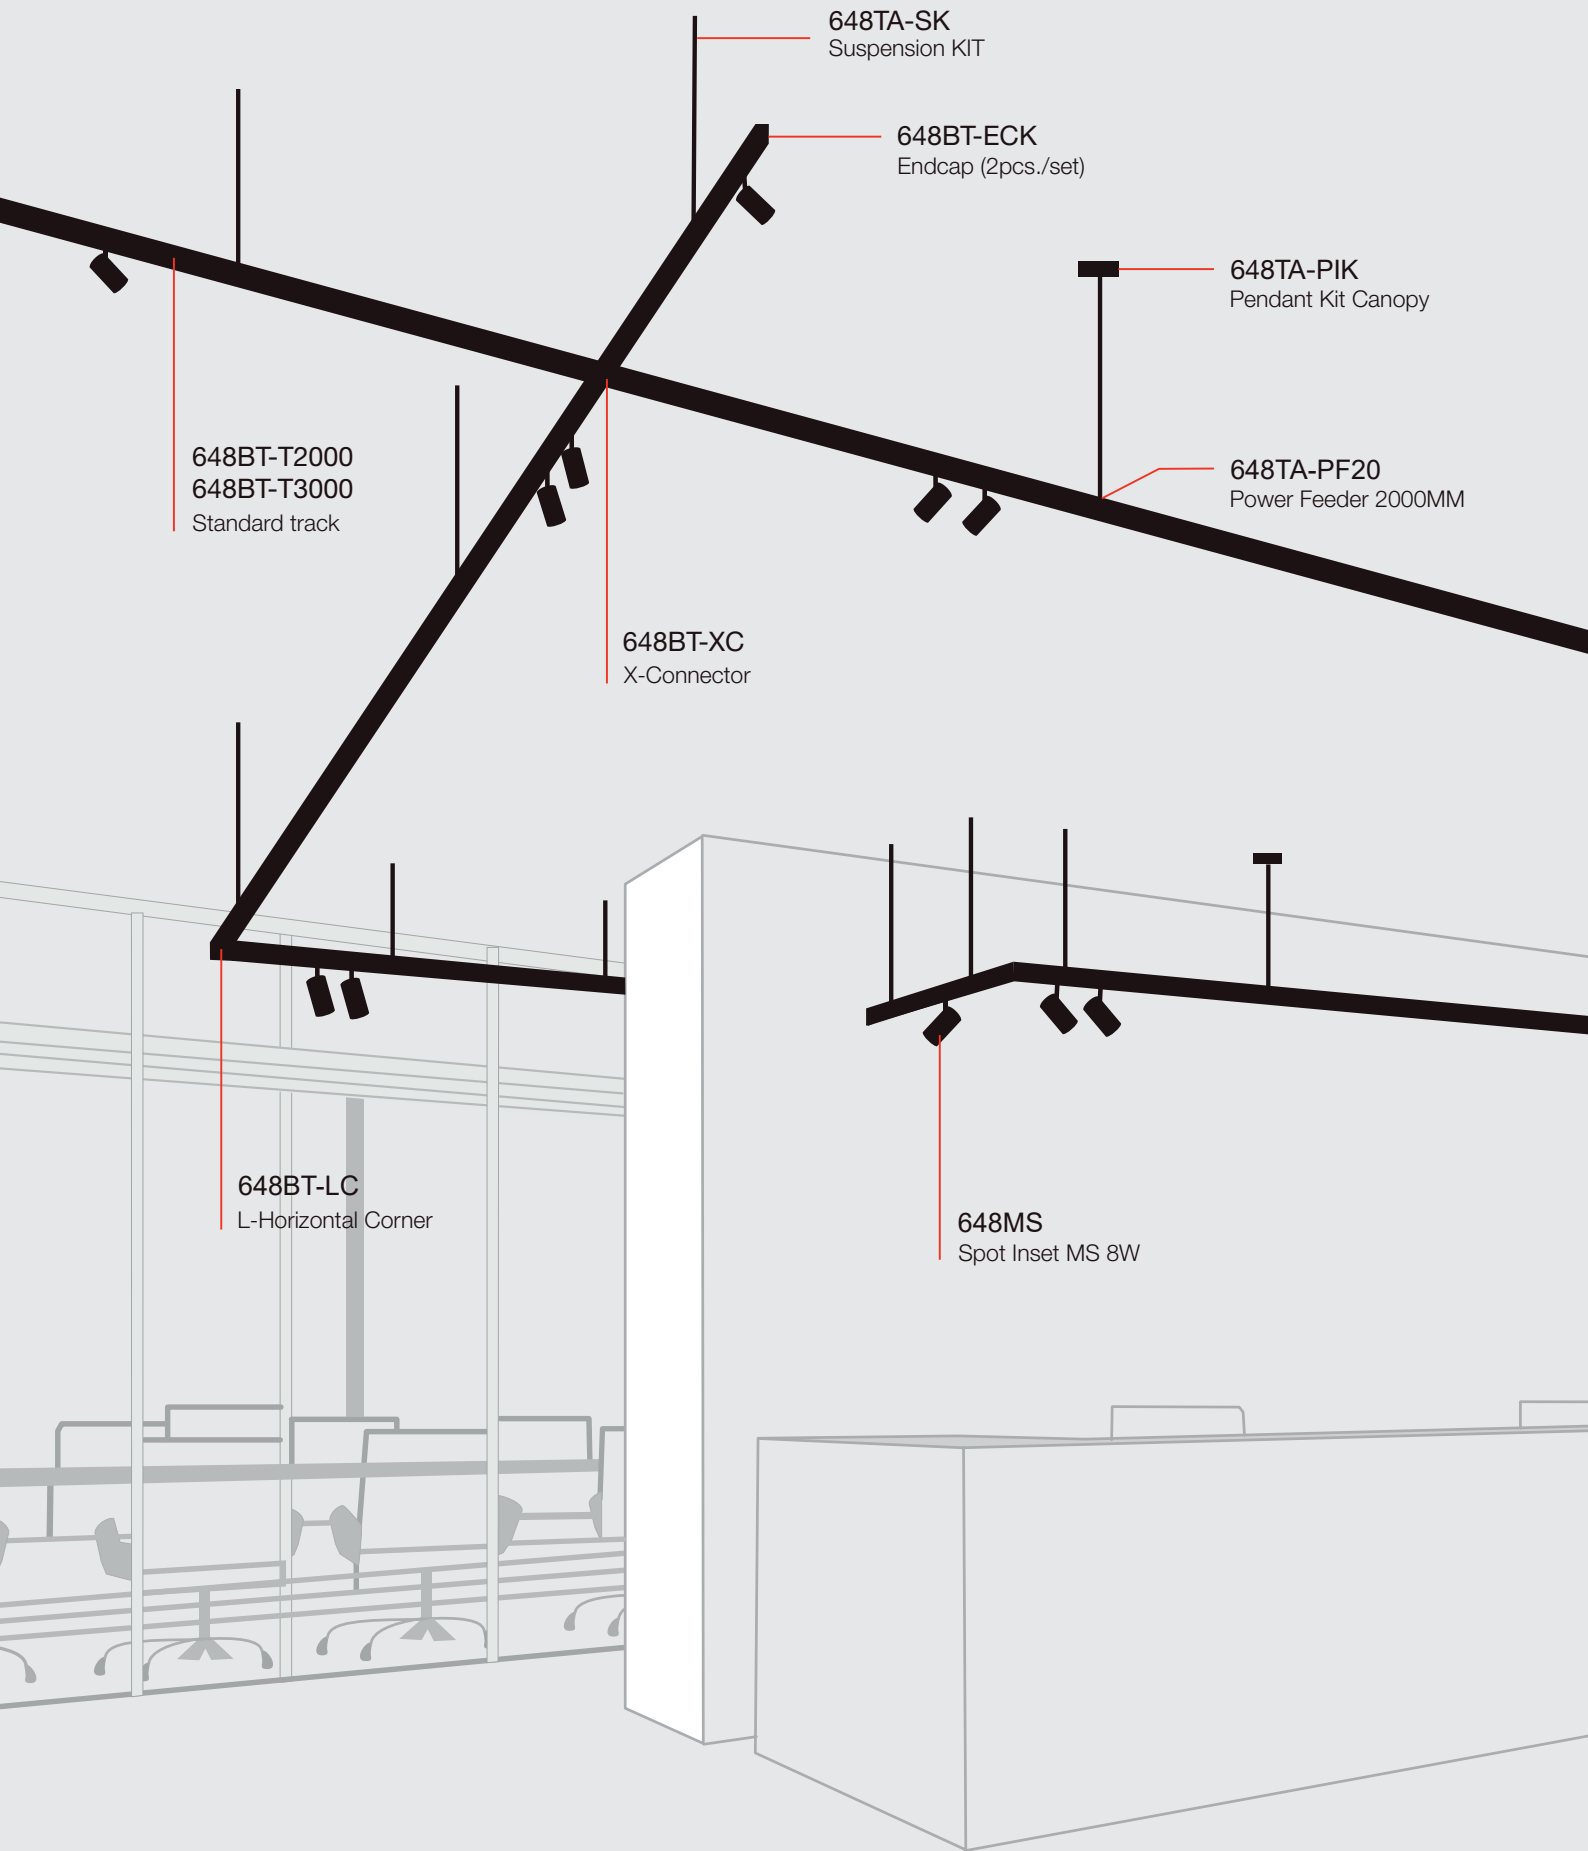 648TA-SK
Suspension KIT
648BT-ECK
Endcap (2pcs./set)
648TA-PIK
Pendant Kit Canopy
648BT-T2000
648BT-T3000
Standard track
648TA-PF20
Power Feeder 2000MM
648BT-XC
X-Connector
648BT-LC
L-Horizontal Corner
648MS
Spot Inset MS 8W